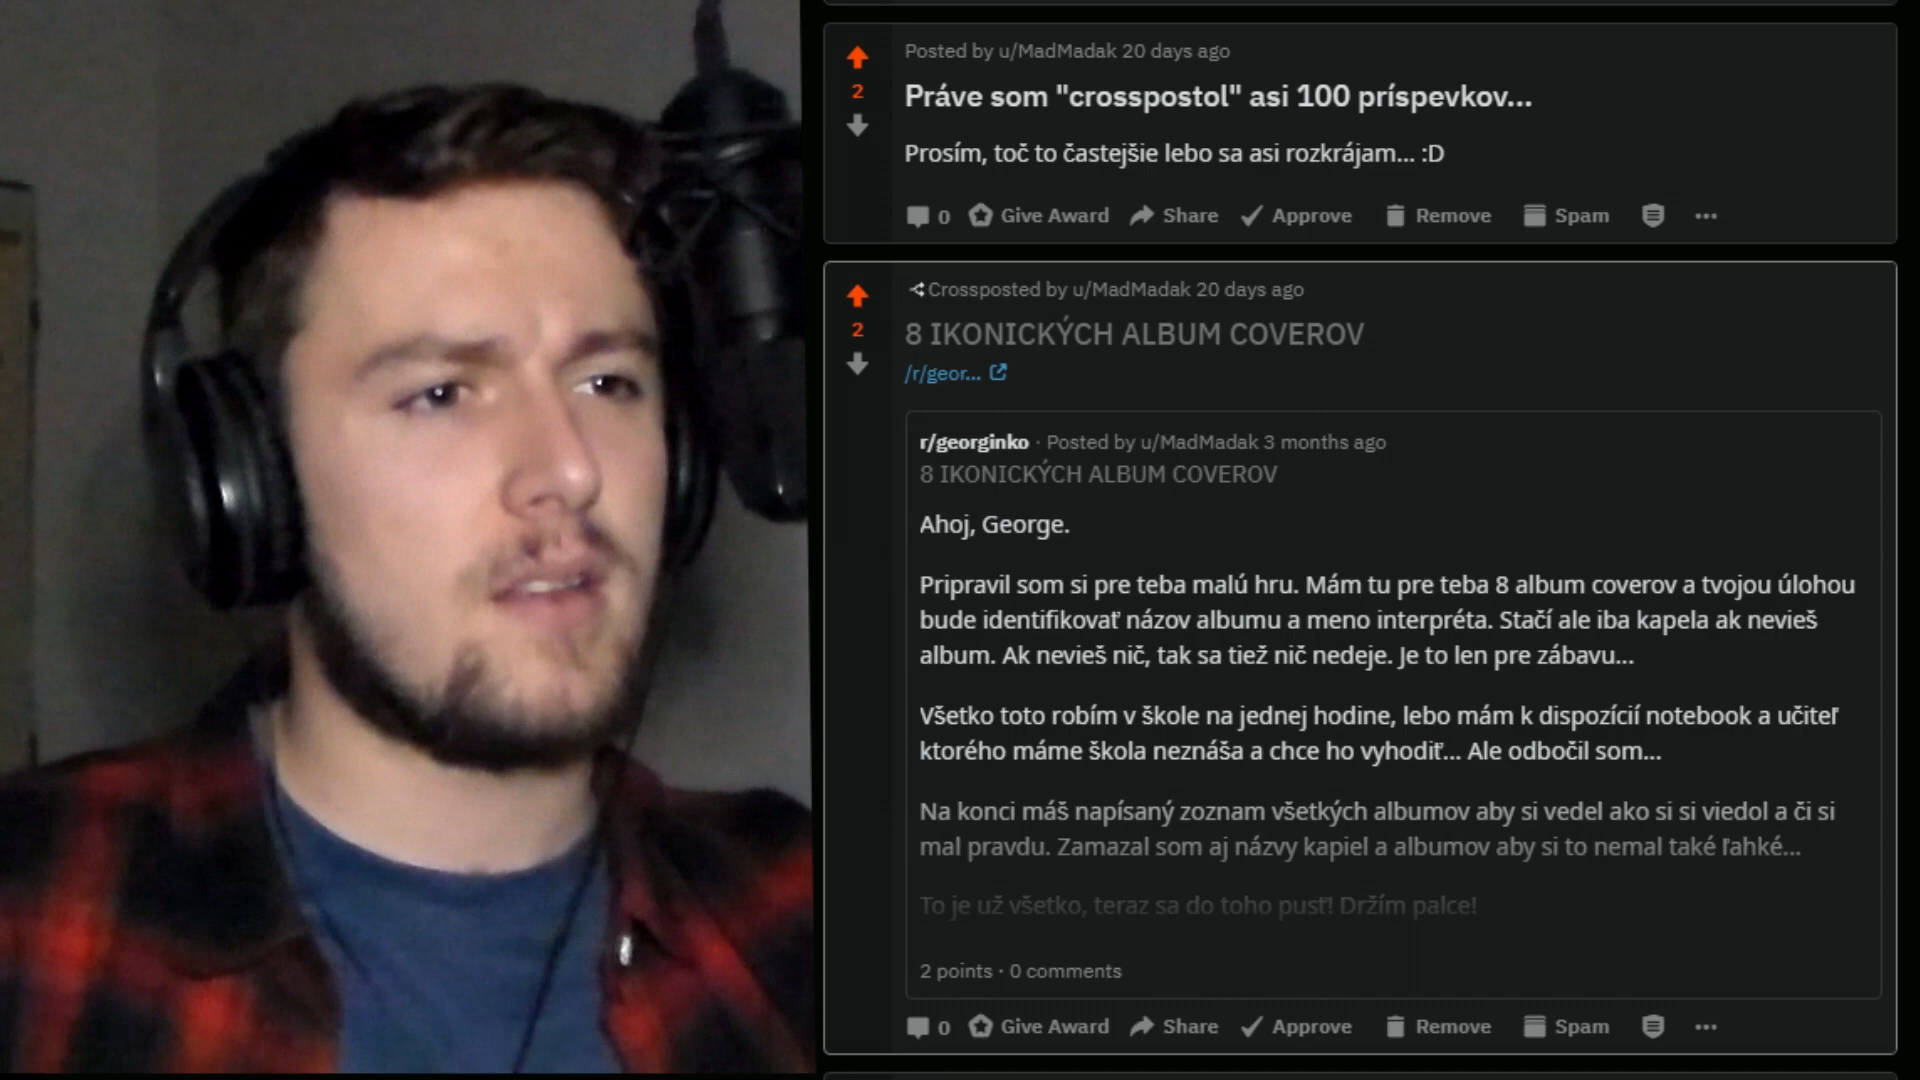 Posted by u/MadMadak 20 days ago
2
Práve som "crosspostol" asi 100 príspevkov...
Prosím, toč to častejšie lebo sa asi rozkrájam... :D
0 Give Award Share Approve Remove Spam ...
Crossposted by u/MadMadak 20 days ago
2
8 IKONICKÝCH ALBUM COVEROV
/r/geor...
r/georginko · Posted by u/MadMadak 3 months ago
8 IKONICKÝCH ALBUM COVEROV
Ahoj, George.
Pripravil som si pre teba malú hru. Mám tu pre teba 8 album coverov a tvojou úlohou
bude identifikovať názov albumu a meno interpréta. Stačí ale iba kapela ak nevieš
album. Ak nevieš nič, tak sa tiež nič nedeje. Je to len pre zábavu...
Všetko toto robím v škole na jednej hodine, lebo mám k dispozícií notebook a učiteľ
ktorého máme škola neznáša a chce ho vyhodiť... Ale odbočil som...
Na konci máš napísaný zoznam všetkých albumov aby si vedel ako si si viedol a či si
mal pravdu. Zamazal som aj názvy kapiel a albumov aby si to nemal také ľahké...
To je už všetko, teraz sa do toho pusť! Držím palce!
2 points · 0 comments
0 Give Award Share Approve Remove Spam ...